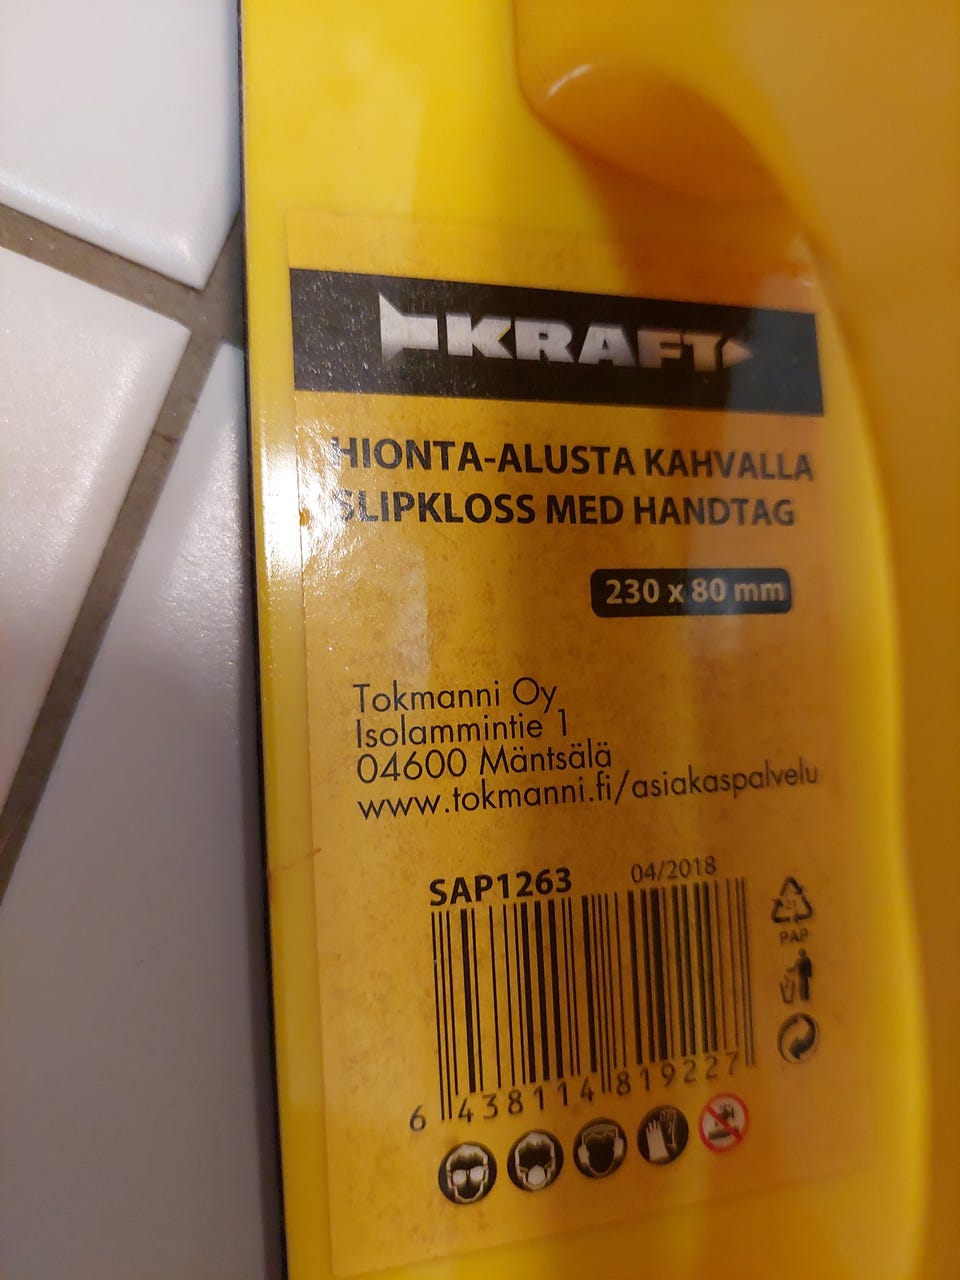 KRAFT
HIONTA-ALUSTA KAHVALLA
SLIPKLOSS MED HANDTAG
230 x 80 mm
Tokmanni Oy
Isolammintie 1
04600 Mäntsälä
www.tokmanni.fi/asiakaspalvelu
SAP1263 04/2018
PAP
6 438114 819227